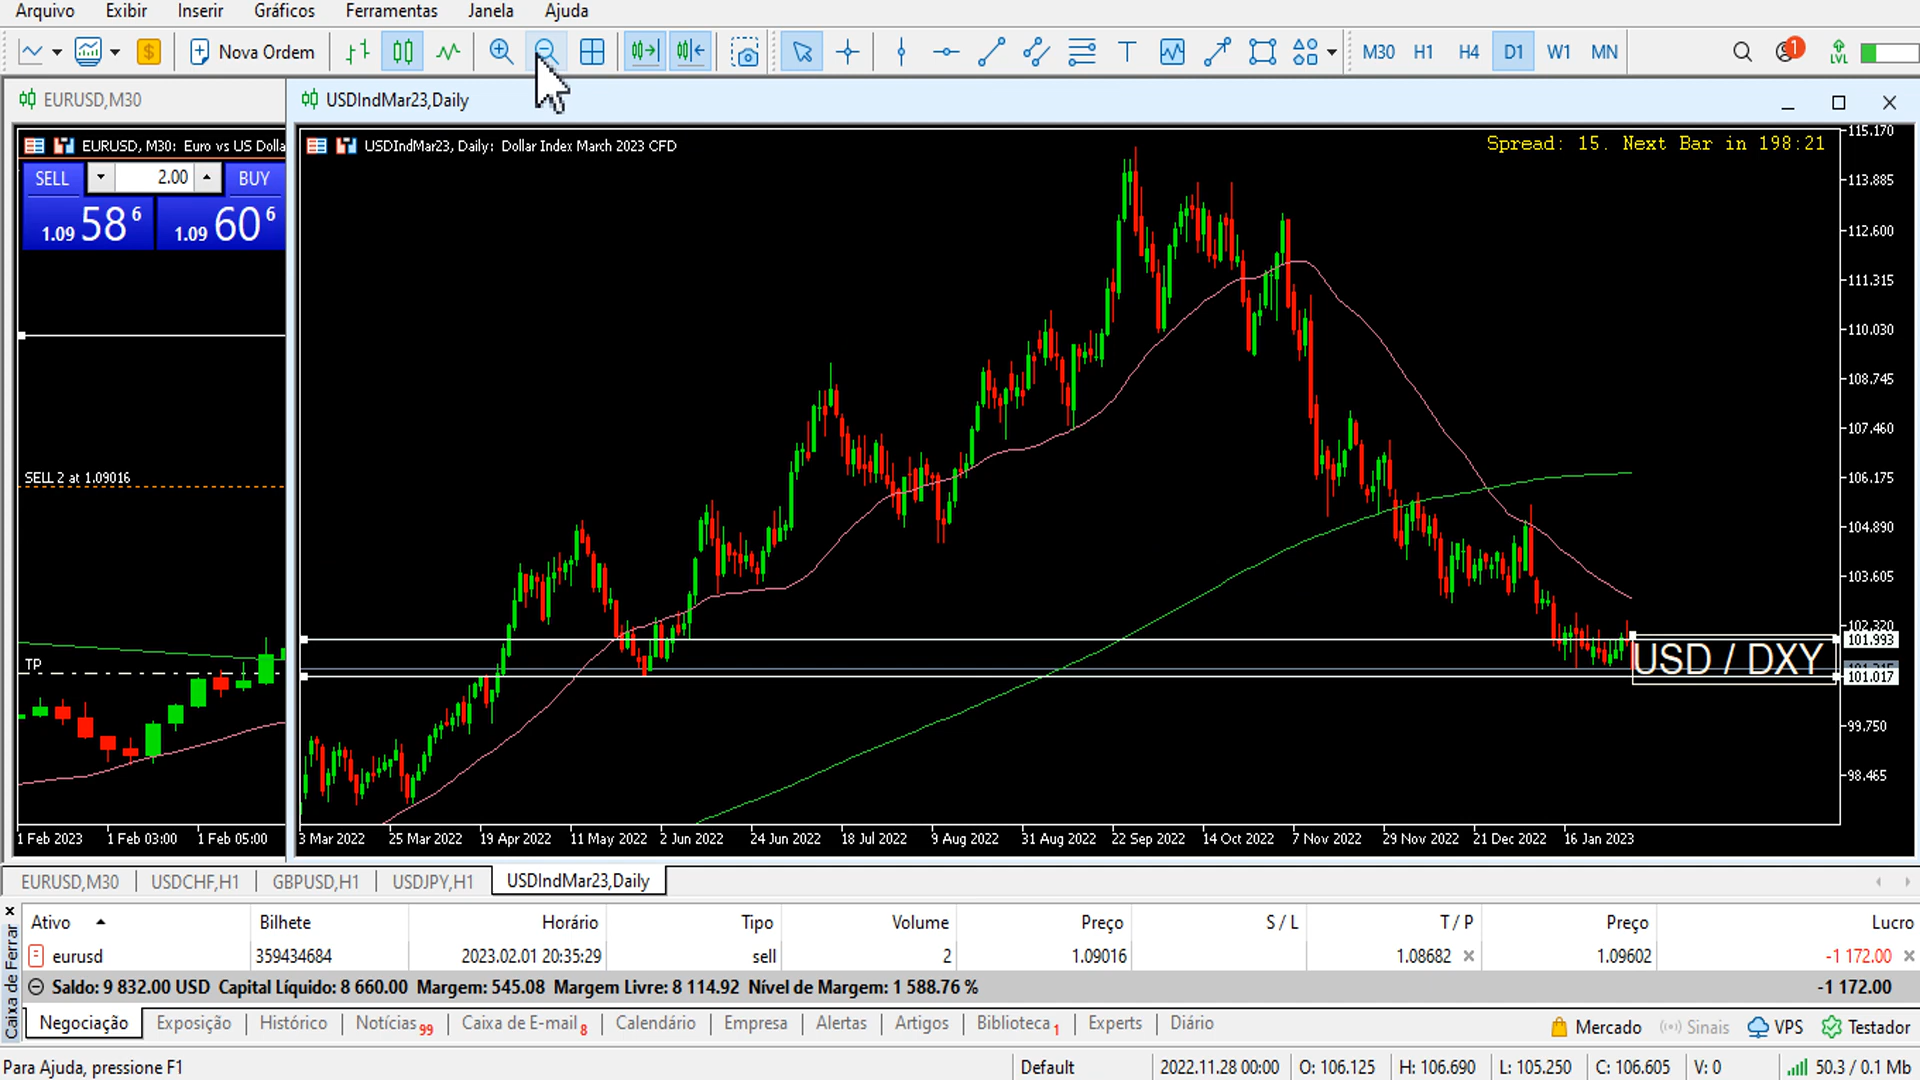 Arquivo Exibir Inserir Gráficos Ferramentas Janela Ajuda
Nova Ordem M30 H1 H4 D1 W1 MN 1 LVL
EURUSD,M30
USDIndMar23,Daily
EURUSD, M30: Euro vs US Dolla
SELL 2.00 BUY
1.09 58 6 1.09 60 6
SELL 2 at 1.09016
TP
1 Feb 2023 1 Feb 03:00 1 Feb 05:00
USDIndMar23, Daily: Dollar Index March 2023 CFD
Spread: 15. Next Bar in 198:21
115.170
113.885
112.600
111.315
110.030
108.745
107.460
106.175
104.890
103.605
102.320
101.993
101.017
99.750
98.465
USD / DXY
3 Mar 2022 25 Mar 2022 19 Apr 2022 11 May 2022 2 Jun 2022 24 Jun 2022 18 Jul 2022 9 Aug 2022 31 Aug 2022 22 Sep 2022 14 Oct 2022 7 Nov 2022 29 Nov 2022 21 Dec 2022 16 Jan 2023
EURUSD,M30 USDCHF,H1 GBPUSD,H1 USDJPY,H1 USDIndMar23,Daily
Caixa de Ferrar
Ativo Bilhete Horário Tipo Volume Preço S / L T / P Preço Lucro
eurusd 359434684 2023.02.01 20:35:29 sell 2 1.09016 1.08682 1.09602 -1 172.00
Saldo: 9 832.00 USD Capital Líquido: 8 660.00 Margem: 545.08 Margem Livre: 8 114.92 Nível de Margem: 1 588.76 % -1 172.00
Negociação Exposição Histórico Notícias 99 Caixa de E-mail 8 Calendário Empresa Alertas Artigos Biblioteca 1 Experts Diário Mercado Sinais VPS Testador
Para Ajuda, pressione F1 Default 2022.11.28 00:00 O: 106.125 H: 106.690 L: 105.250 C: 106.605 V: 0 50.3 / 0.1 Mb